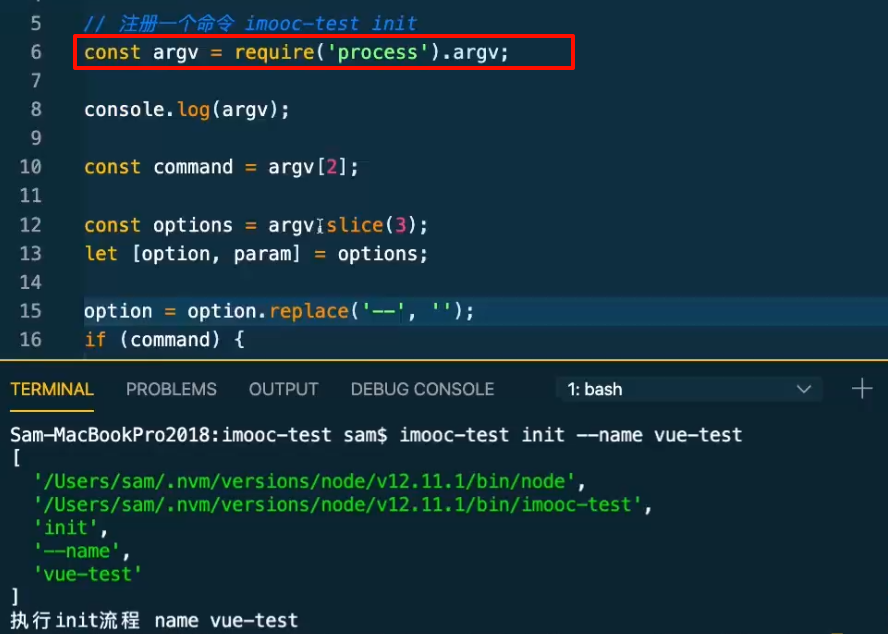 5 // 注册一个命令 imooc-test init
6 const argv = require('process').argv;
7
8 console.log(argv);
9
10 const command = argv[2];
11
12 const options = argv.slice(3);
13 let [option, param] = options;
14
15 option = option.replace('--', '');
16 if (command) {
TERMINAL PROBLEMS OUTPUT DEBUG CONSOLE 1: bash
Sam-MacBookPro2018:imooc-test sam$ imooc-test init --name vue-test
[
'/Users/sam/.nvm/versions/node/v12.11.1/bin/node',
'/Users/sam/.nvm/versions/node/v12.11.1/bin/imooc-test',
'init',
'--name',
'vue-test'
]
执行init流程 name vue-test